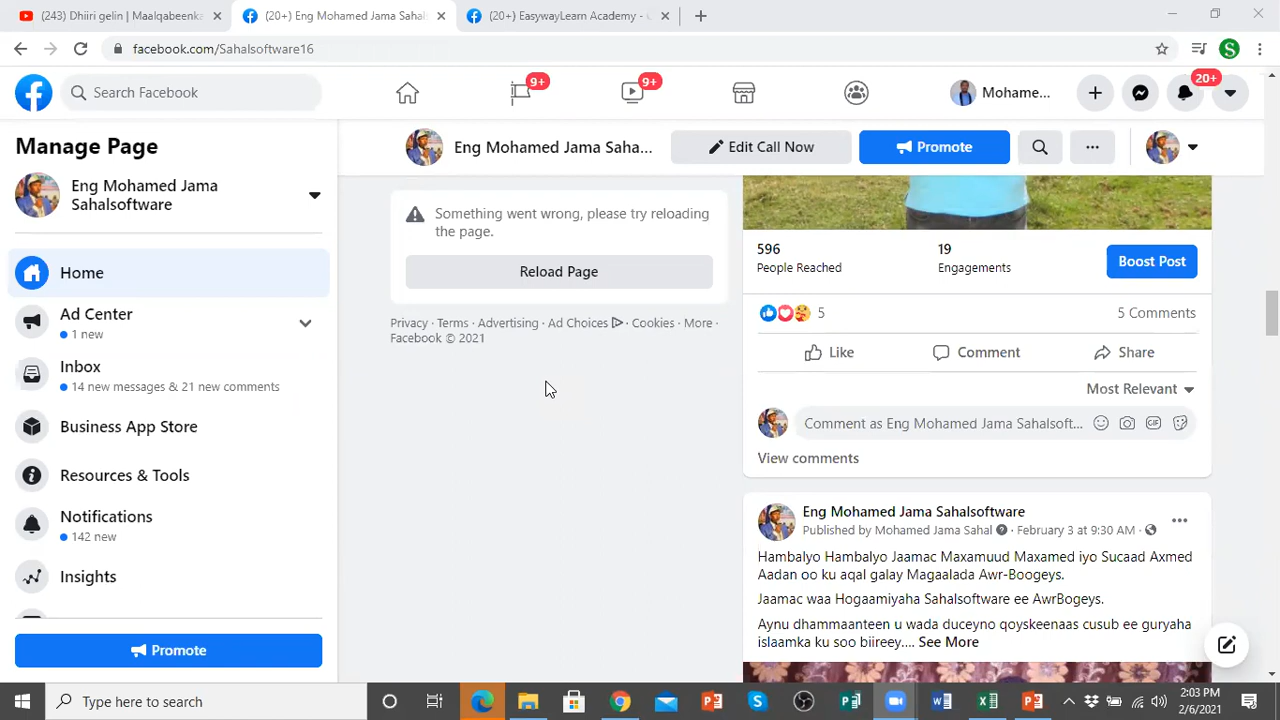 (243) Dhiiri gelin | Maalqabeenka
(20+) Eng Mohamed Jama Sahal
(20+) EasywayLearn Academy -
facebook.com/Sahalsoftware16
S
Search Facebook
9+
9+
Mohame...
20+
Manage Page
Eng Mohamed Jama Sahalsoftware
Eng Mohamed Jama Saha...
Edit Call Now
Promote
Home
Ad Center
1 new
Inbox
14 new messages & 21 new comments
Business App Store
Resources & Tools
Notifications
142 new
Insights
Promote
Something went wrong, please try reloading
the page.
Reload Page
Privacy · Terms · Advertising · Ad Choices · Cookies · More ·
Facebook © 2021
596
People Reached
19
Engagements
Boost Post
5
5 Comments
Like
Comment
Share
Most Relevant
Comment as Eng Mohamed Jama Sahalsoft...
GIF
View comments
Eng Mohamed Jama Sahalsoftware
Published by Mohamed Jama Sahal · February 3 at 9:30 AM ·
Hambalyo Hambalyo Jaamac Maxamuud Maxamed iyo Sucaad Axmed
Aadan oo ku aqal galay Magaalada Awr-Boogeys.
Jaamac waa Hogaamiyaha Sahalsoftware ee AwrBogeys.
Aynu dhammaanteen u wada duceyno qoyskeenaas cusub ee guryaha
islaamka ku soo biireey.... See More
Type here to search
2:03 PM
2/6/2021